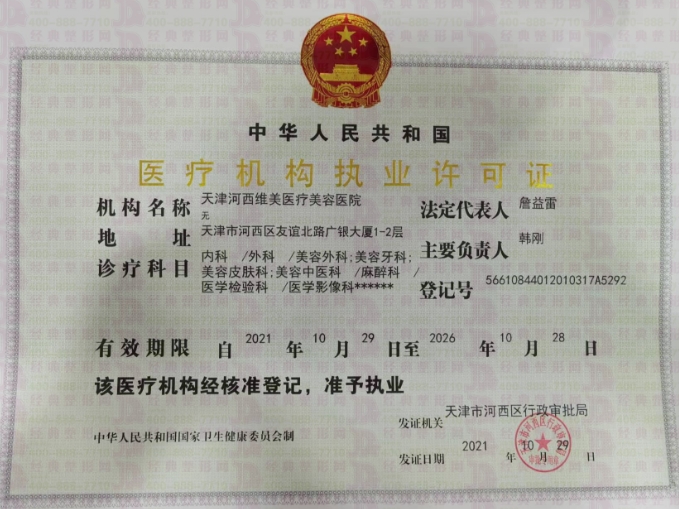 中华人民共和国
医疗机构执业许可证
机构名称 天津河西维美医疗美容医院
无
地 址 天津市河西区友谊北路广银大厦1-2层
诊疗科目 内科 /外科 /美容外科;美容牙科;
美容皮肤科;美容中医科 /麻醉科 /
医学检验科 /医学影像科******
法定代表人 詹益雷
主要负责人 韩刚
登记号 56610844012010317A5292
有效期限 自 2021 年 10 月 29 日至 2026 年 10 月 28 日
该医疗机构经核准登记，准予执业
中华人民共和国国家卫生健康委员会制
发证机关 天津市河西区行政审批局
发证日期 2021 年 10 月 29 日